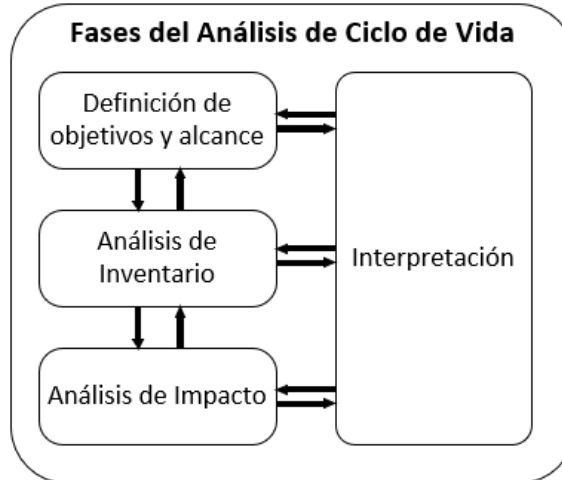 Fases del Análisis de Ciclo de Vida
Definición de
objetivos y alcance
Análisis de
Inventario
Interpretación
Análisis de Impacto